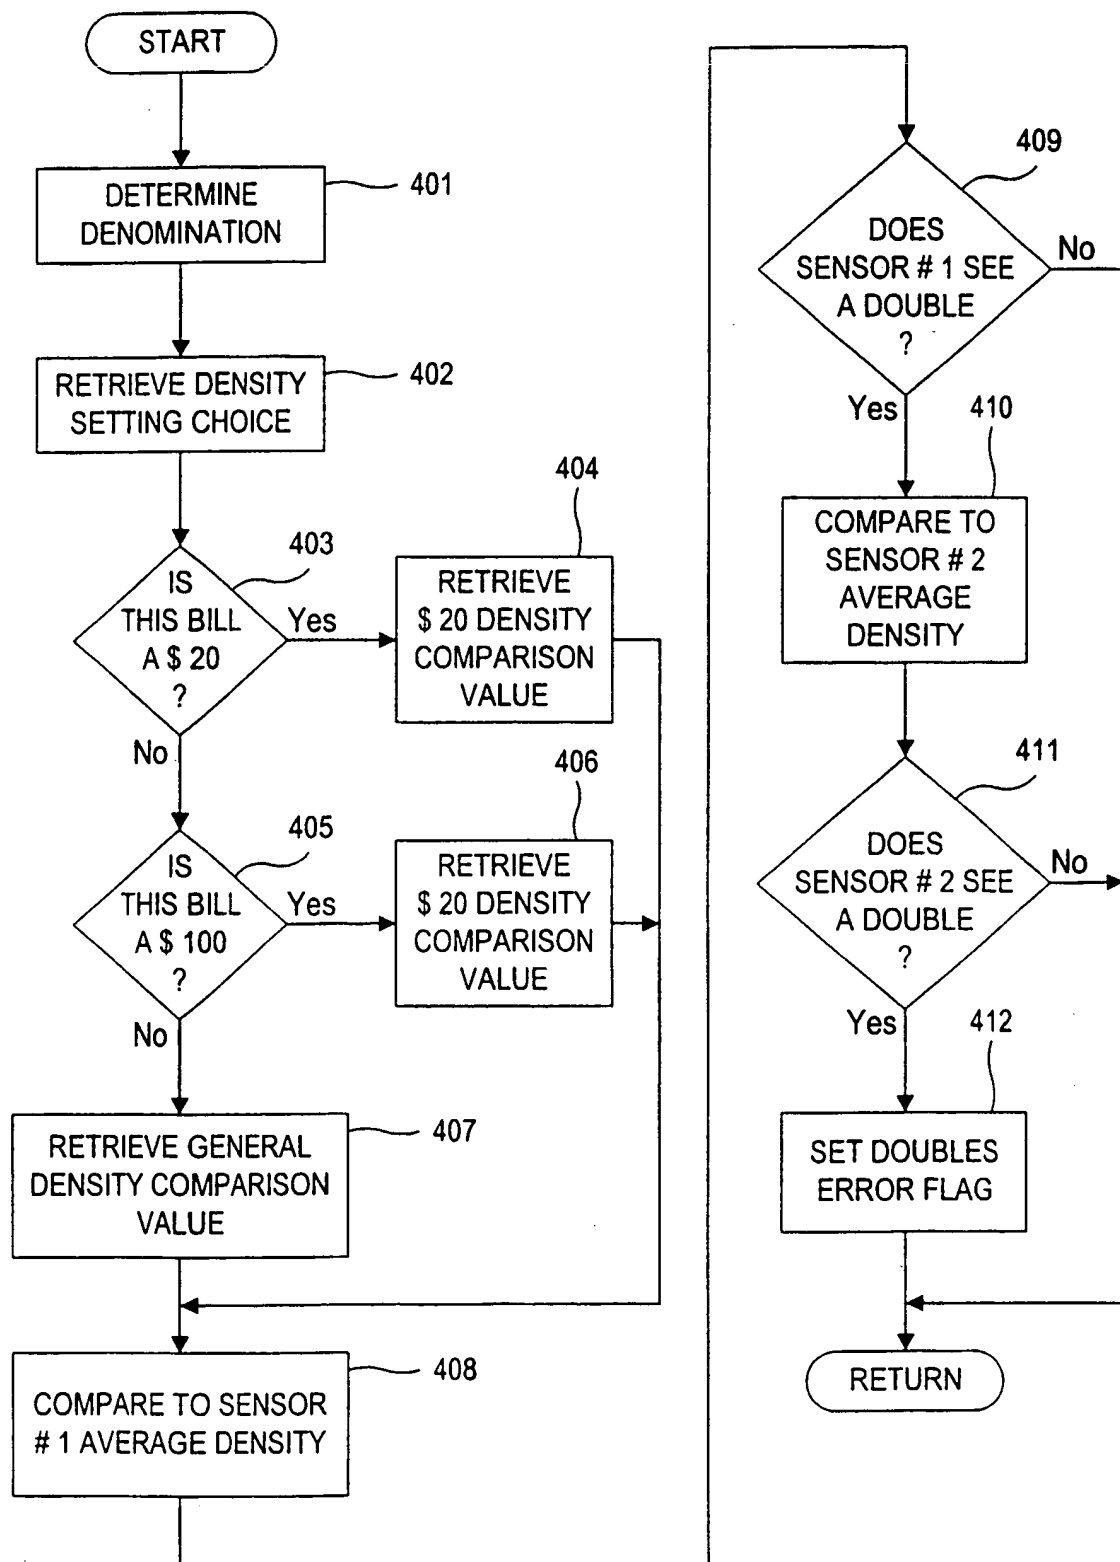 START
DETERMINE
DENOMINATION
401
RETRIEVE DENSITY
SETTING CHOICE
402
IS
THIS BILL
A $ 20
?
403
Yes
No
RETRIEVE
$ 20 DENSITY
COMPARISON
VALUE
404
IS
THIS BILL
A $ 100
?
405
Yes
No
RETRIEVE
$ 20 DENSITY
COMPARISON
VALUE
406
RETRIEVE GENERAL
DENSITY COMPARISON
VALUE
407
COMPARE TO SENSOR
# 1 AVERAGE DENSITY
408
DOES
SENSOR # 1 SEE
A DOUBLE
?
409
No
Yes
COMPARE TO
SENSOR # 2
AVERAGE
DENSITY
410
DOES
SENSOR # 2 SEE
A DOUBLE
?
411
No
Yes
SET DOUBLES
ERROR FLAG
412
RETURN